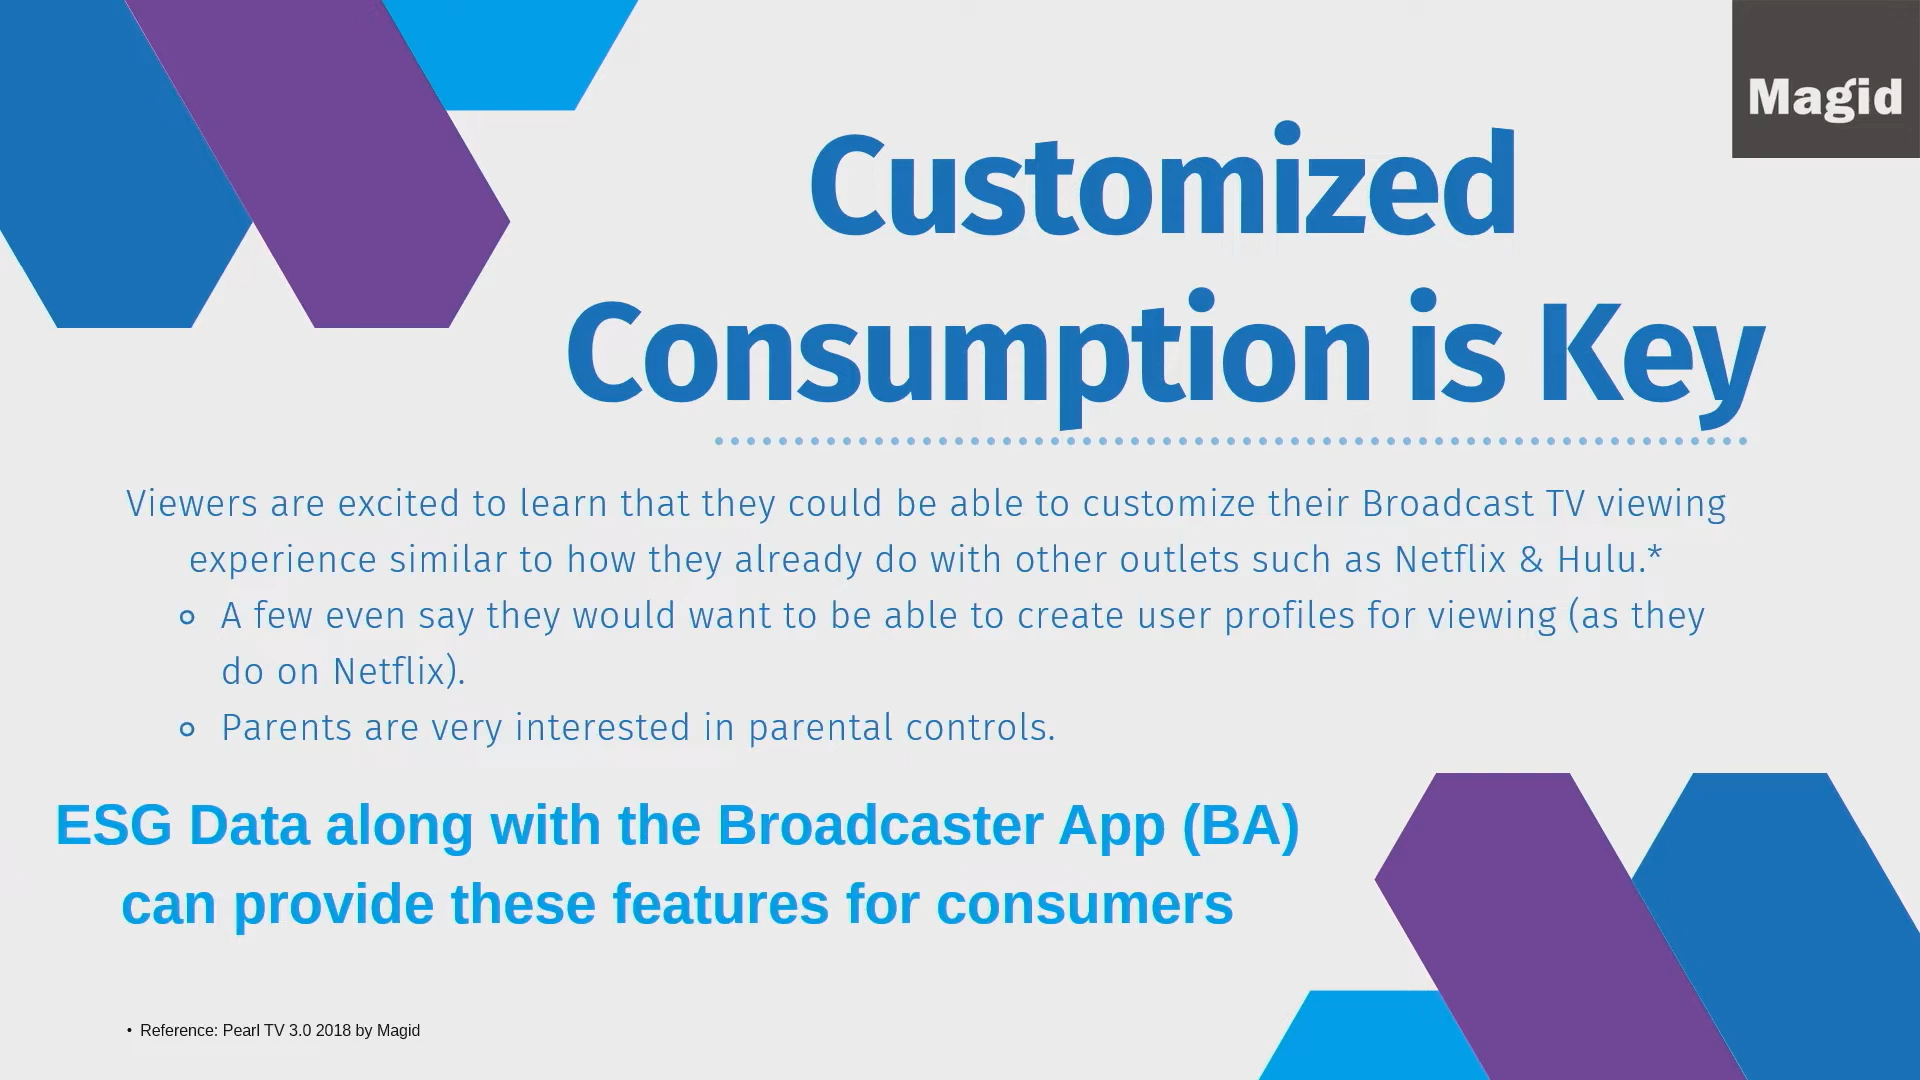 Magid
Customized
Consumption is Key
Viewers are excited to learn that they could be able to customize their Broadcast TV viewing
experience similar to how they already do with other outlets such as Netflix & Hulu.*
A few even say they would want to be able to create user profiles for viewing (as they
do on Netflix).
Parents are very interested in parental controls.
ESG Data along with the Broadcaster App (BA)
can provide these features for consumers
• Reference: Pearl TV 3.0 2018 by Magid